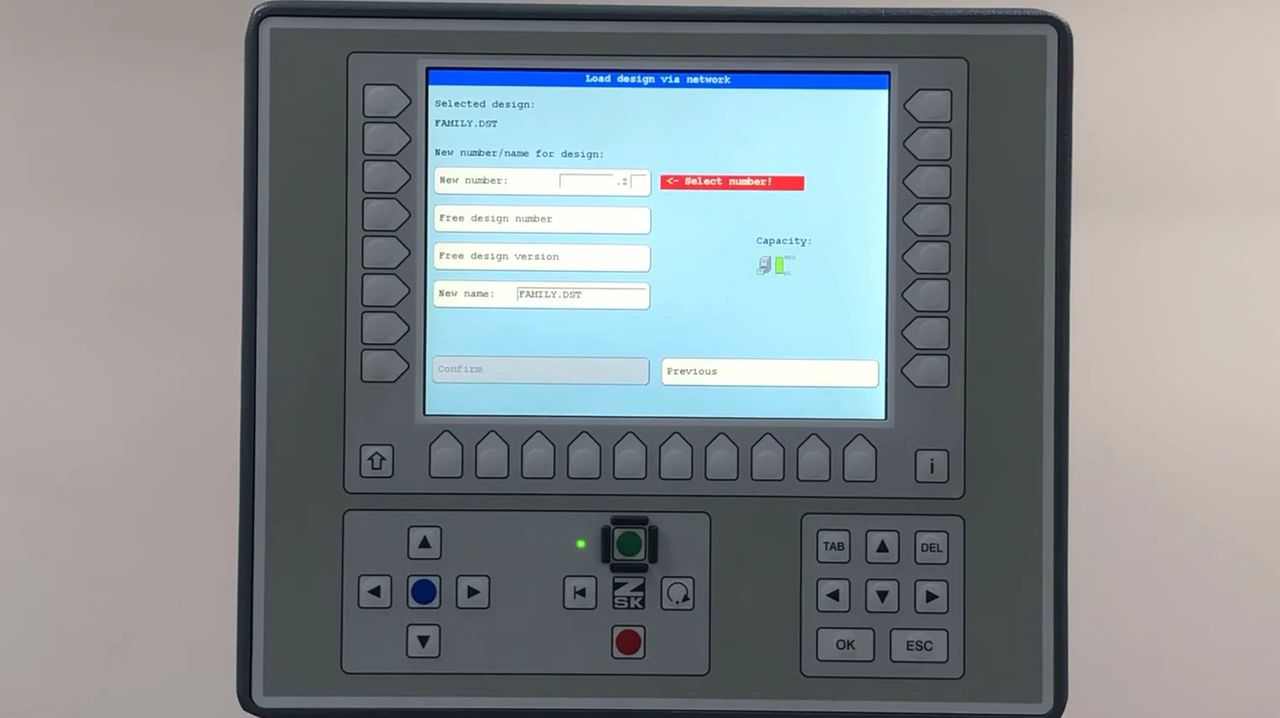 Load design via network
Selected design:
FAMILY.DST
New number/name for design:
New number: .z
<- Select number!
Free design number
Capacity:
Free design version
New name: FAMILY.DST
Confirm
Previous
i
TAB
DEL
ZSK
OK
ESC